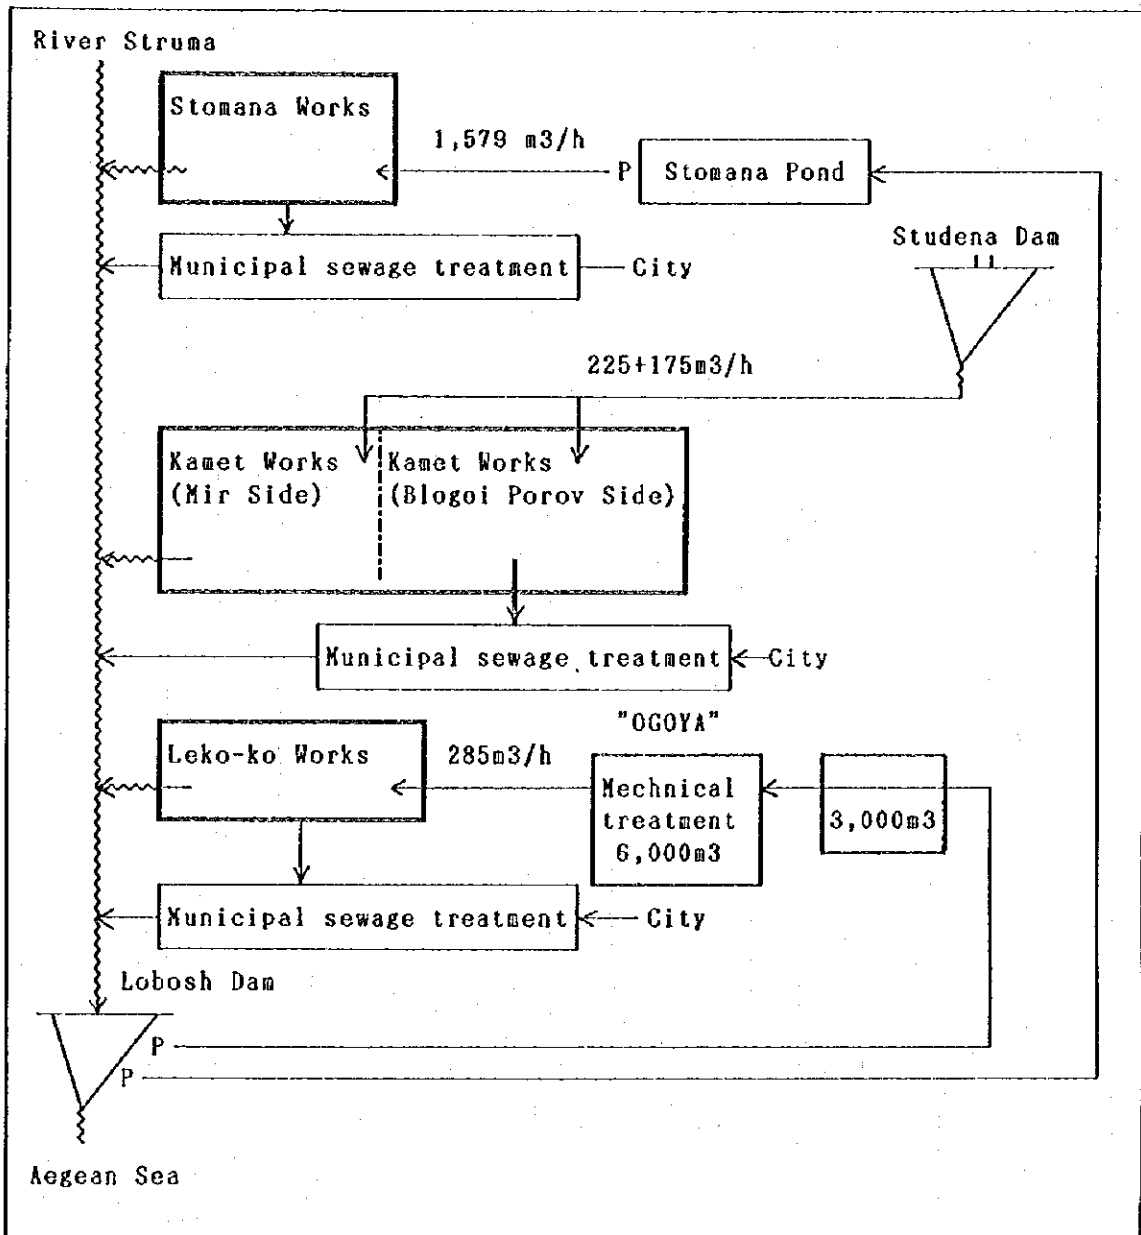 River Struma
Stomana Works
1,579 m3/h
P
Stomana Pond
Studena Dam
Municipal sewage treatment
City
225+175m3/h
Kamet Works
(Mir Side)
Kamet Works
(Blogoi Porov Side)
Municipal sewage treatment
City
"OGOYA"
Leko-ko Works
285m3/h
Mechnical
treatment
6,000m3
3,000m3
Municipal sewage treatment
City
Lobosh Dam
P
P
Aegean Sea